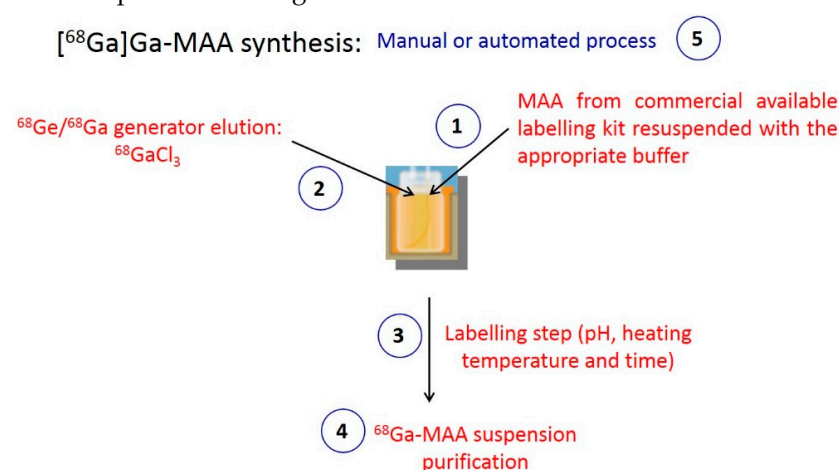 [⁶⁸Ga]Ga-MAA synthesis: Manual or automated process 5
1
MAA from commercial available
labelling kit resuspended with the
appropriate buffer
⁶⁸Ge/⁶⁸Ga generator elution:
⁶⁸GaCl₃
2
3
Labelling step (pH, heating
temperature and time)
4
⁶⁸Ga-MAA suspension
purification